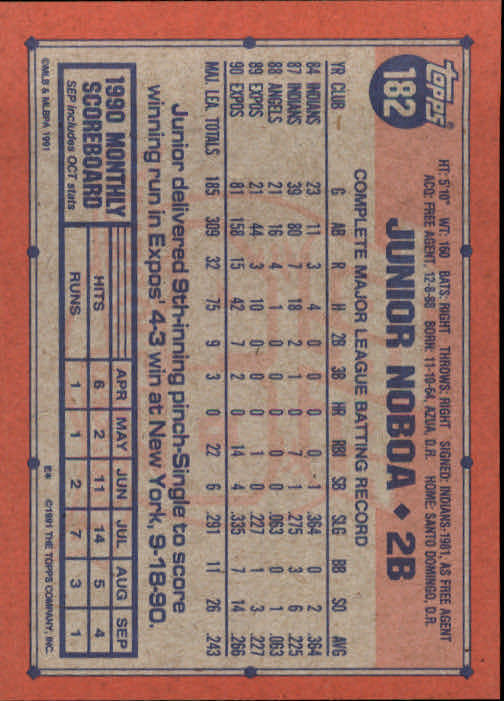 topps®
182
JUNIOR NOBOA ◆ 2B
HT: 5'10" WT: 160 BATS: RIGHT THROWS: RIGHT SIGNED: INDIANS-1981, AS FREE AGENT
ACQ: FREE AGENT 12-8-88 BORN: 11-10-64, AZUA, D.R. HOME: SANTO DOMINGO, D.R.
COMPLETE MAJOR LEAGUE BATTING RECORD
YR CLUB G AB R H 2B 3B HR RBI SB SLG BB SO AVG
84 INDIANS 23 11 3 4 0 0 0 0 1 .364 0 2 .364
87 INDIANS 39 80 7 18 2 1 0 7 1 .275 3 6 .225
88 ANGELS 21 16 4 1 0 0 0 0 0 .063 0 1 .063
89 EXPOS 21 44 3 10 0 0 0 1 0 .227 1 3 .227
90 EXPOS 81 158 15 42 7 2 0 14 4 .335 7 14 .266
MAJ. LEA. TOTALS 185 309 32 75 9 3 0 22 6 .291 11 26 .243
Junior delivered 9th-inning pinch-Single to score
winning run in Expos' 4-3 win at New York, 9-18-90.
1990 MONTHLY
SCOREBOARD
SEP includes OCT stats
APR MAY JUN JUL AUG SEP
HITS 6 2 11 14 5 4
RUNS 1 1 2 7 3 1
©MLB & MLBPA 1991
E* ©1991 THE TOPPS COMPANY, INC.